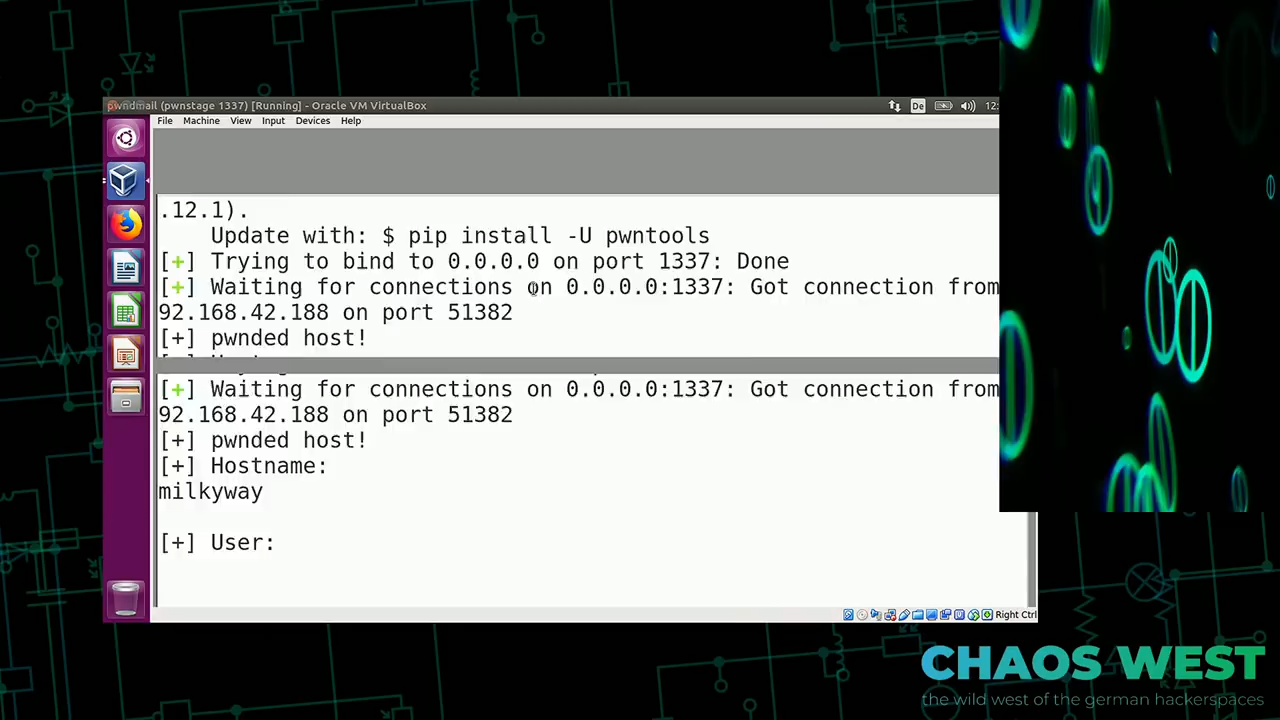 pwndmail (pwnstage 1337) [Running] - Oracle VM VirtualBox
De
12:
File Machine View Input Devices Help
.12.1).
Update with: $ pip install -U pwntools
[+] Trying to bind to 0.0.0.0 on port 1337: Done
[+] Waiting for connections on 0.0.0.0:1337: Got connection from
92.168.42.188 on port 51382
[+] pwnded host!
[+] Waiting for connections on 0.0.0.0:1337: Got connection from
92.168.42.188 on port 51382
[+] pwnded host!
[+] Hostname:
milkyway
[+] User:
Right Ctrl
CHAOS WEST
the wild west of the german hackerspaces